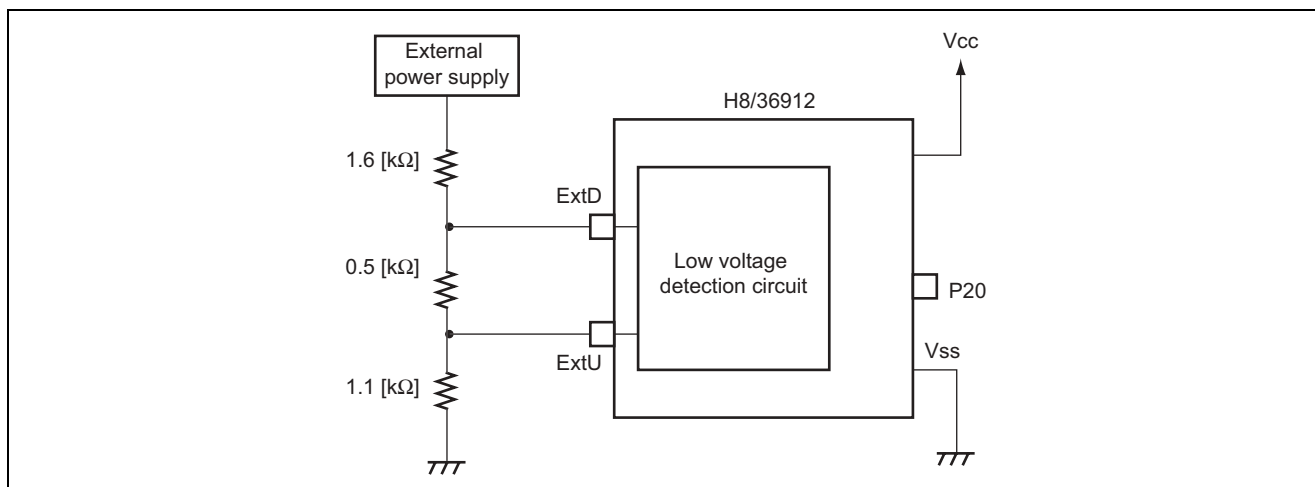 External
power supply
Vcc
H8/36912
1.6 [kΩ]
ExtD
0.5 [kΩ]
Low voltage
detection circuit
P20
ExtU
Vss
1.1 [kΩ]